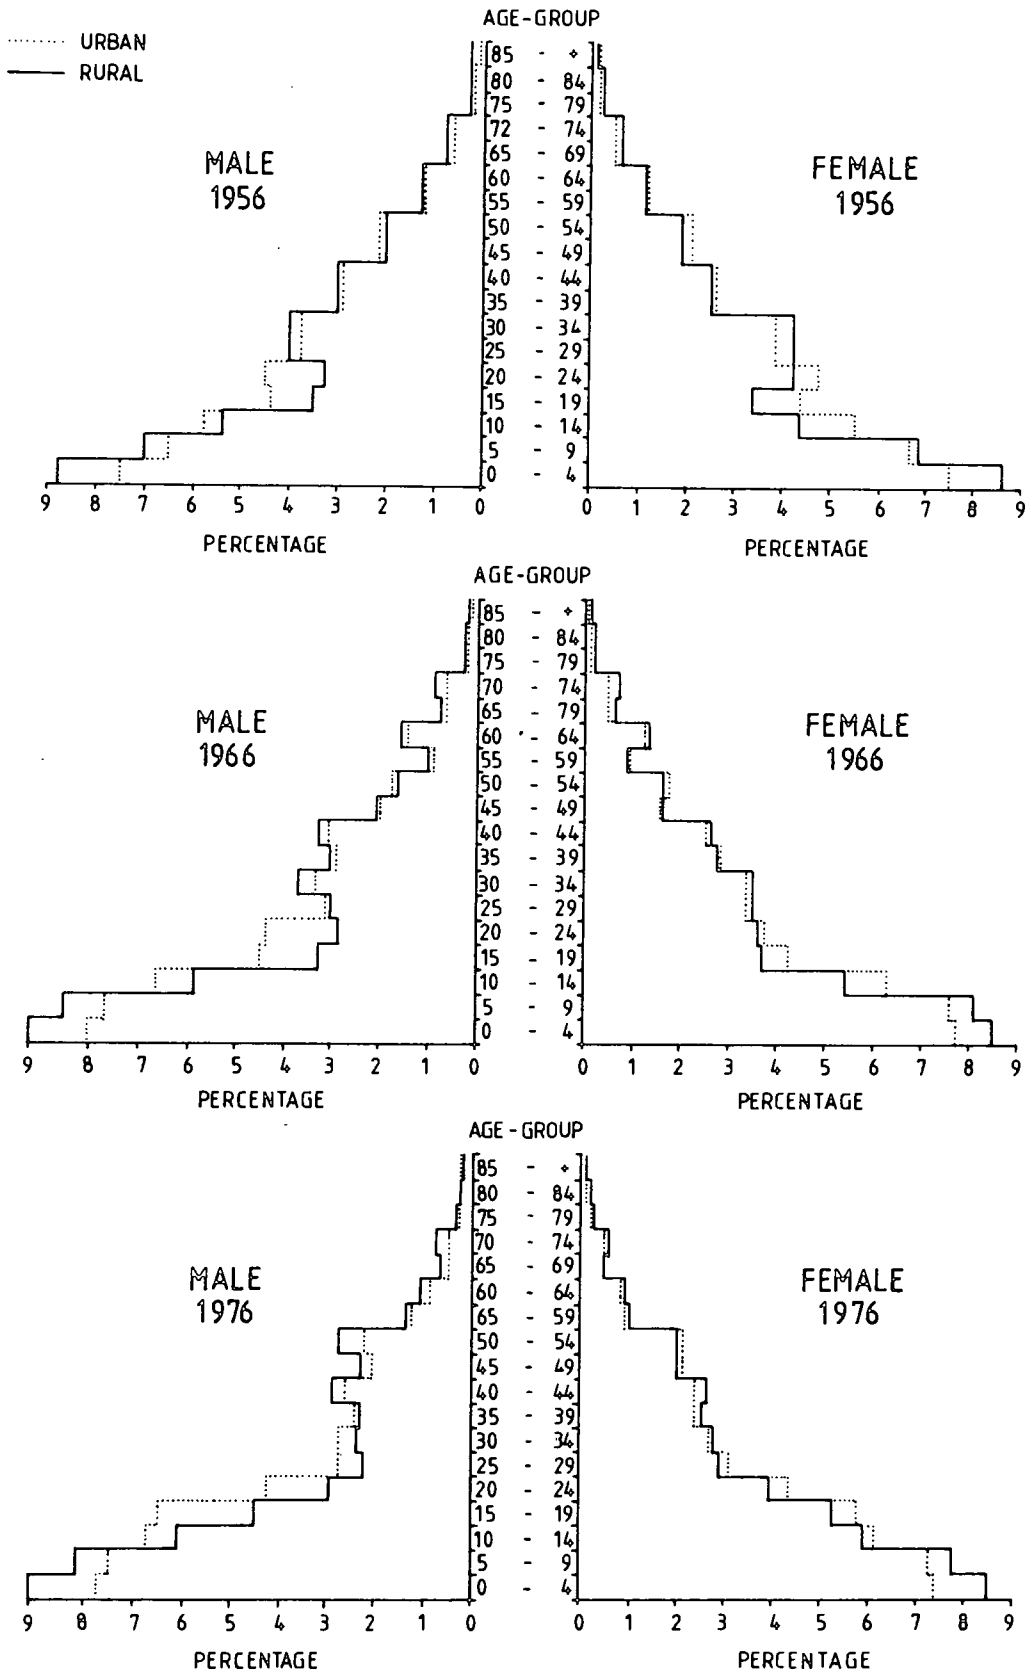 AGE-GROUP
URBAN
RURAL
85 - +
80 - 84
75 - 79
72 - 74
65 - 69
60 - 64
55 - 59
50 - 54
45 - 49
40 - 44
35 - 39
30 - 34
25 - 29
20 - 24
15 - 19
10 - 14
5 - 9
0 - 4
MALE
1956
FEMALE
1956
9 8 7 6 5 4 3 2 1 0 0 1 2 3 4 5 6 7 8 9
PERCENTAGE PERCENTAGE
AGE-GROUP
85 - +
80 - 84
75 - 79
70 - 74
65 - 79
60 - 64
55 - 59
50 - 54
45 - 49
40 - 44
35 - 39
30 - 34
25 - 29
20 - 24
15 - 19
10 - 14
5 - 9
0 - 4
MALE
1966
FEMALE
1966
9 8 7 6 5 4 3 2 1 0 0 1 2 3 4 5 6 7 8 9
PERCENTAGE PERCENTAGE
AGE-GROUP
85 - +
80 - 84
75 - 79
70 - 74
65 - 69
60 - 64
65 - 59
50 - 54
45 - 49
40 - 44
35 - 39
30 - 34
25 - 29
20 - 24
15 - 19
10 - 14
5 - 9
0 - 4
MALE
1976
FEMALE
1976
9 8 7 6 5 4 3 2 1 0 0 1 2 3 4 5 6 7 8 9
PERCENTAGE PERCENTAGE